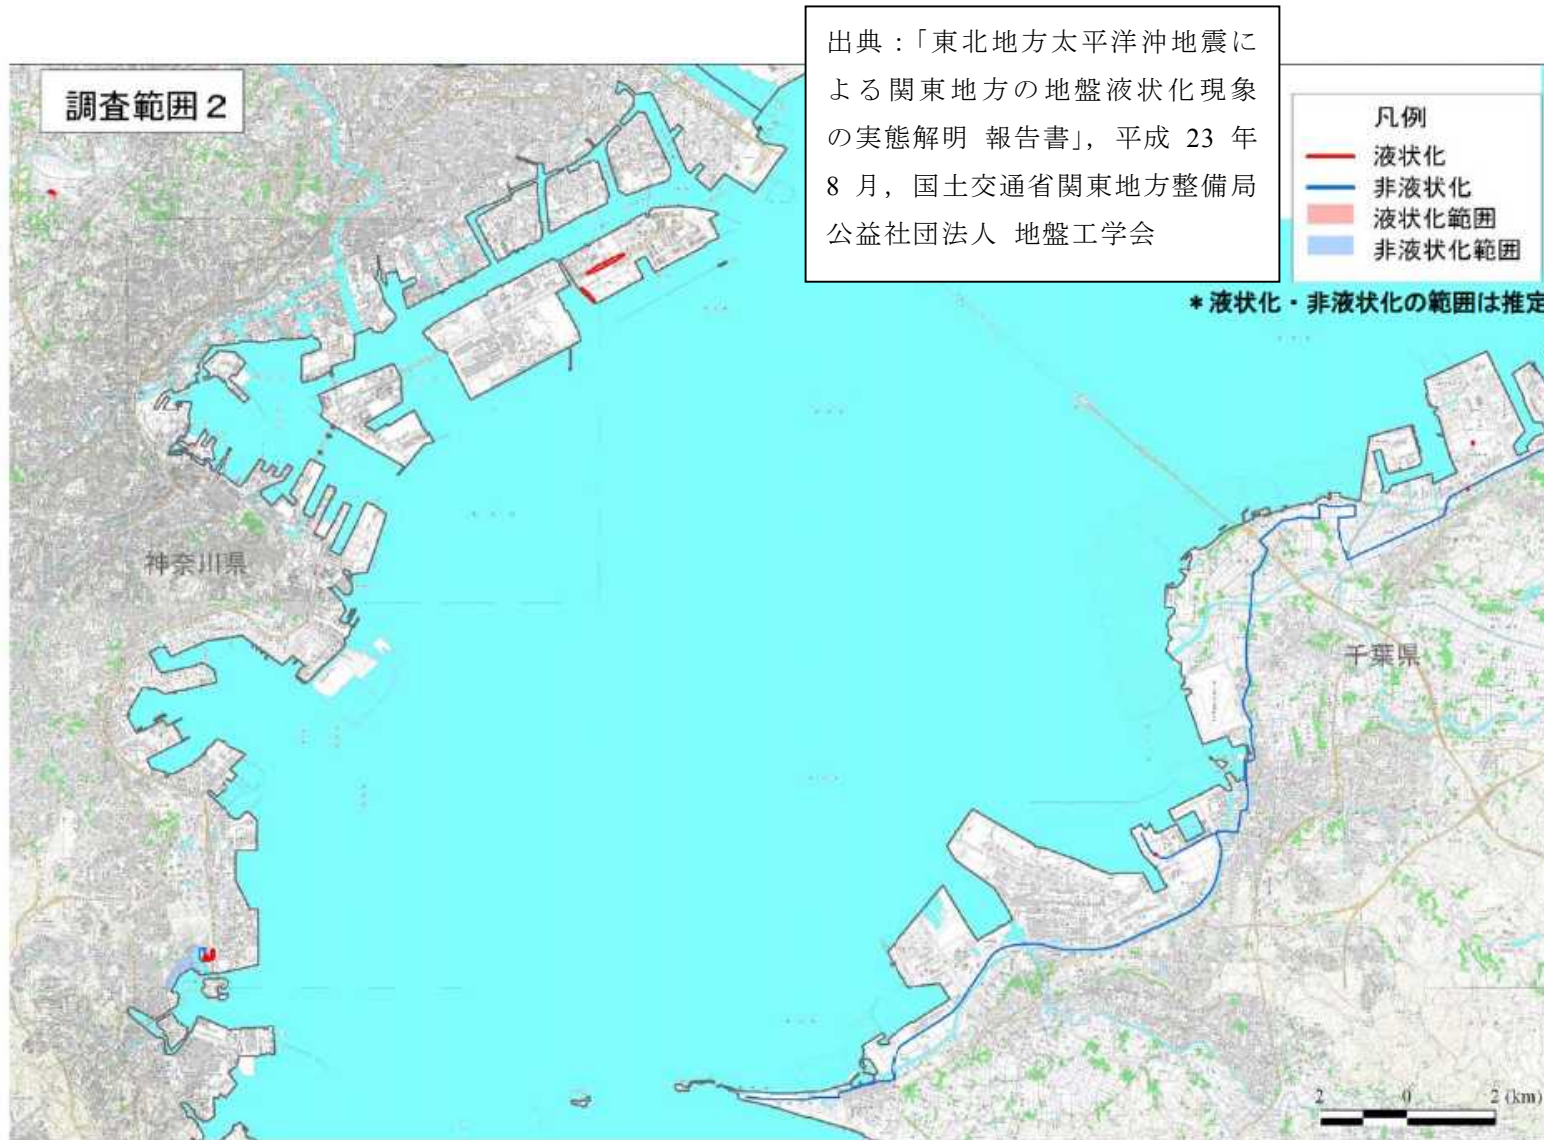 調査範囲2
出典：「東北地方太平洋沖地震に
よる関東地方の地盤液状化現象
の実態解明 報告書」，平成 23 年
8 月，国土交通省関東地方整備局
公益社団法人 地盤工学会
凡例
液状化
非液状化
液状化範囲
非液状化範囲
＊液状化・非液状化の範囲は推定
神奈川県
千葉県
2 0 2 (km)